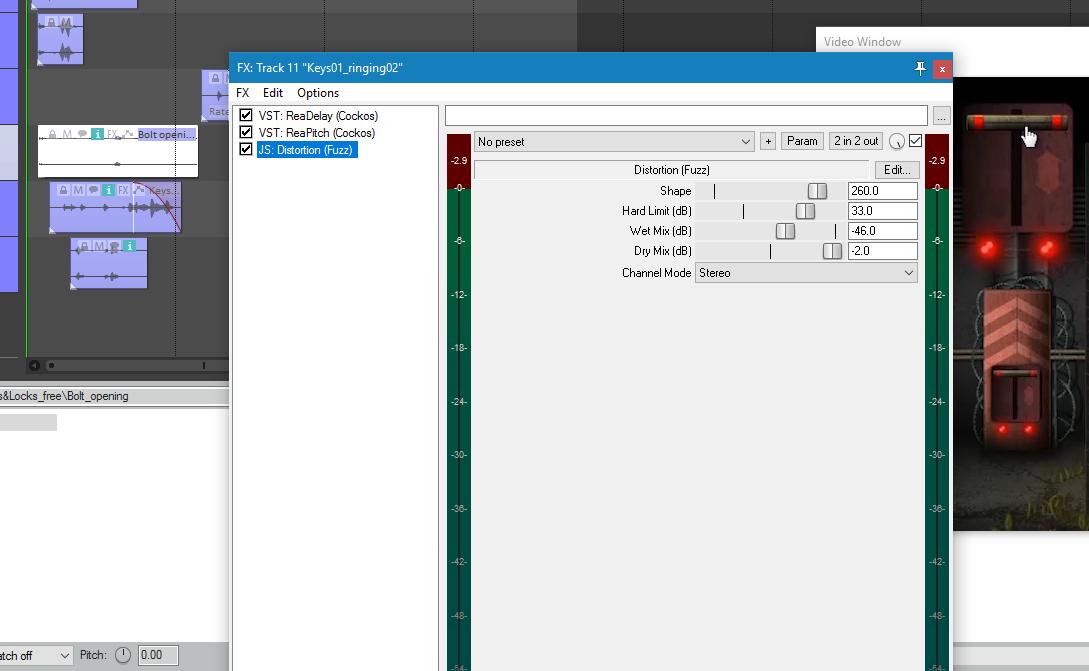 Video Window
FX: Track 11 "Keys01_ringing02"
FX Edit Options
VST: ReaDelay (Cockos)
VST: ReaPitch (Cockos)
JS: Distortion (Fuzz)
...
No preset
+
Param
2 in 2 out
Distortion (Fuzz)
Edit...
Shape 260.0
Hard Limit (dB) 33.0
Wet Mix (dB) -46.0
Dry Mix (dB) -2.0
Channel Mode Stereo
-2.9 -2.9
-0- -0-
-6- -6-
-12- -12-
-18- -18-
-24- -24-
-30- -30-
-36- -36-
-42- -42-
-48- -48-
-54- -54-
M
Rate
M i FX Bolt openi...
M i FX Keys
M i
s&Locks_free\Bolt_opening
atch off
Pitch: 0.00